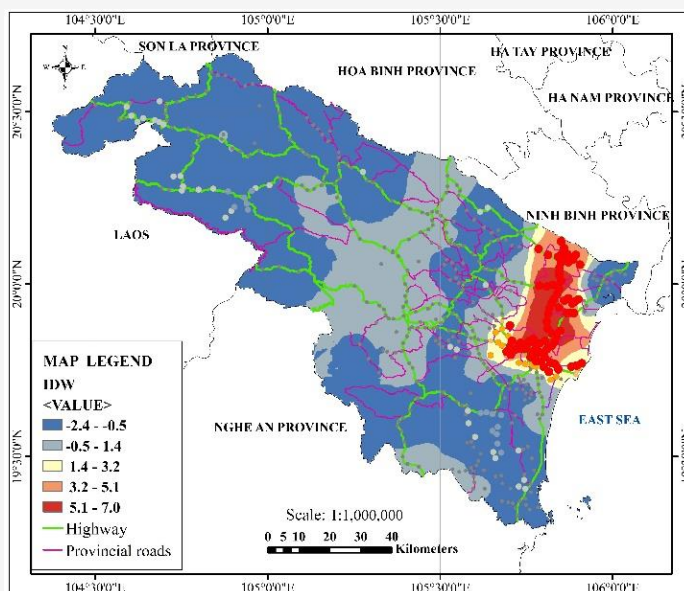 104°30'0"E 105°0'0"E 105°30'0"E 106°0'0"E
SON LA PROVINCE
HA TAY PROVINCE
HOA BINH PROVINCE
HA NAM PROVINCE
20°30'0"N
NINH BINH PROVINCE
LAOS
20°0'0"N
MAP LEGEND
IDW
<VALUE>
-2.4 - -0.5
-0.5 - 1.4
1.4 - 3.2
3.2 - 5.1
5.1 - 7.0
Highway
Provincial roads
NGHE AN PROVINCE
EAST SEA
19°30'0"N
Scale: 1:1,000,000
0 5 10 20 30 40
Kilometers
104°30'0"E 105°0'0"E 105°30'0"E 106°0'0"E